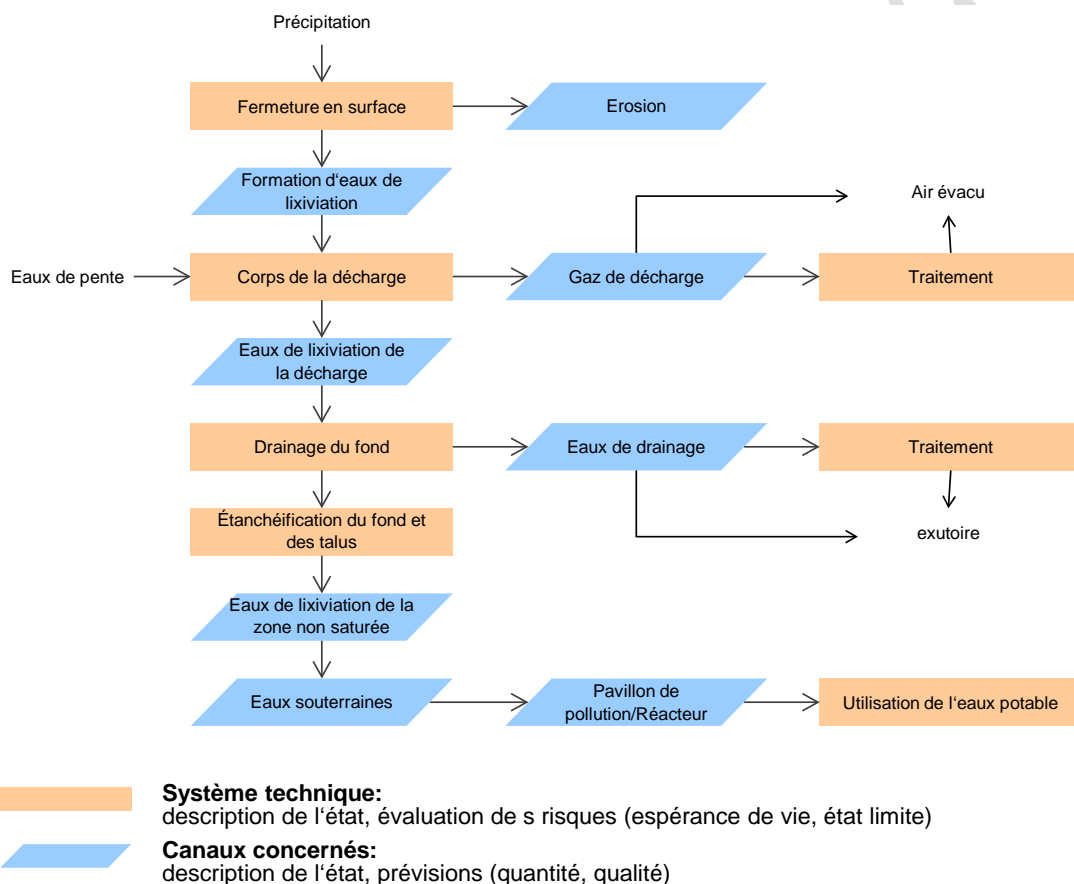 Précipitation
Fermeture en surface
Erosion
Formation d'eaux de
lixiviation
Air évacu
Eaux de pente
Corps de la décharge
Gaz de décharge
Traitement
Eaux de lixiviation de
la décharge
Drainage du fond
Eaux de drainage
Traitement
Étanchéification du fond et
des talus
exutoire
Eaux de lixiviation de la
zone non saturée
Eaux souterraines
Pavillon de
pollution/Réacteur
Utilisation de l'eaux potable
Système technique:
description de l'état, évaluation de s risques (espérance de vie, état limite)
Canaux concernés:
description de l'état, prévisions (quantité, qualité)